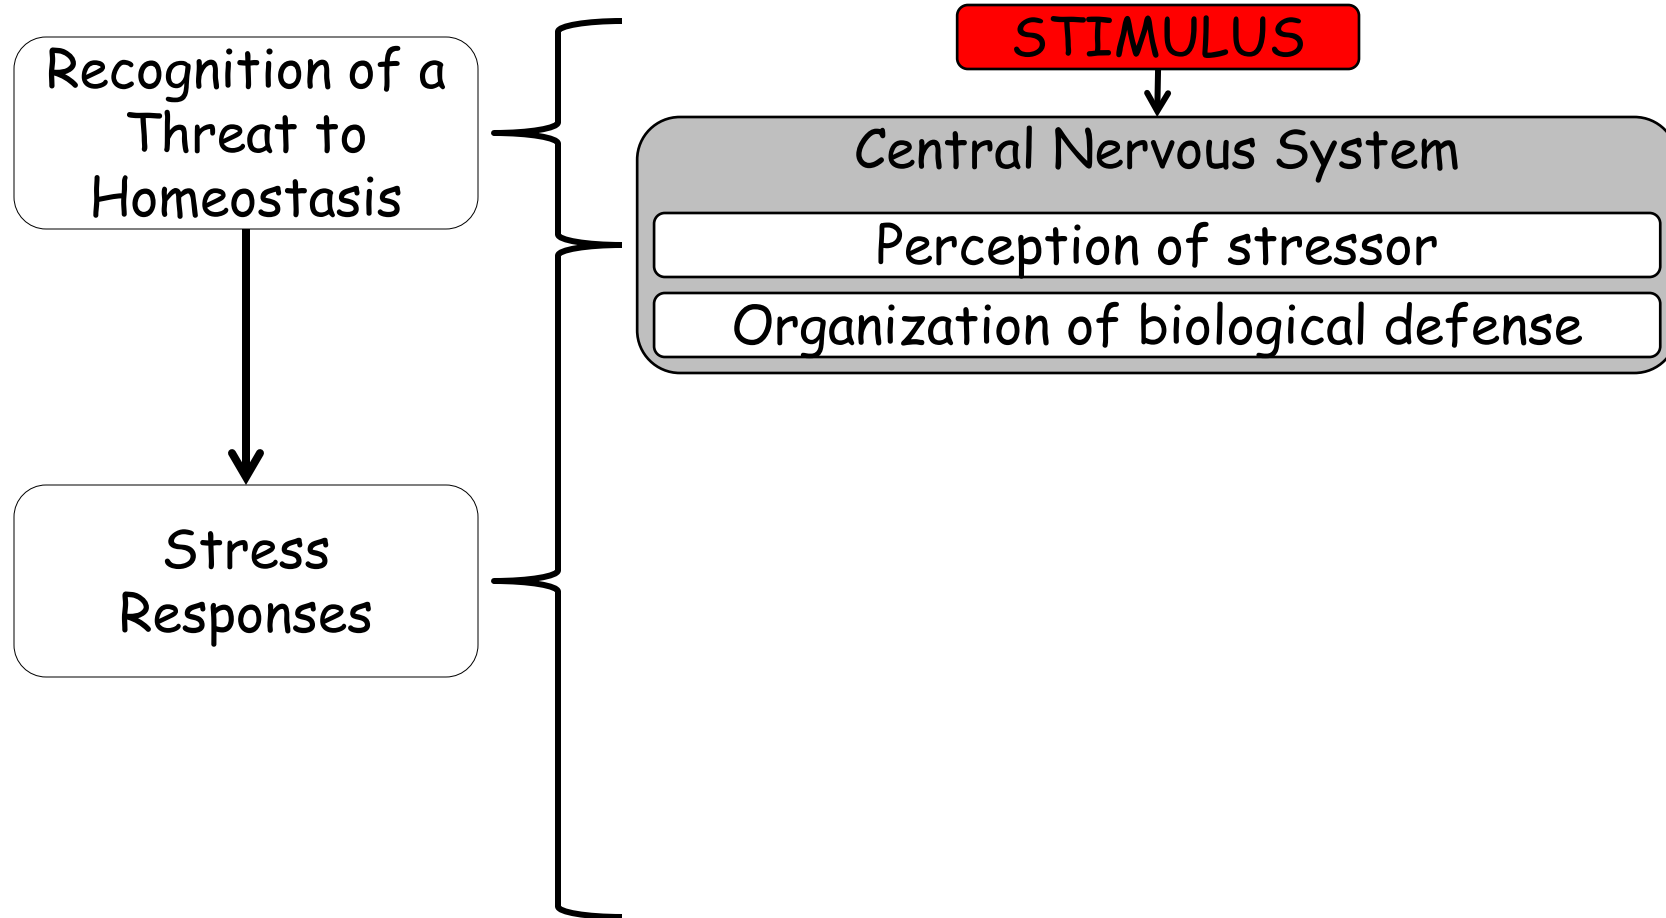 Recognition of a
Threat to
Homeostasis
Stress
Responses
STIMULUS
Central Nervous System
Perception of stressor
Organization of biological defense